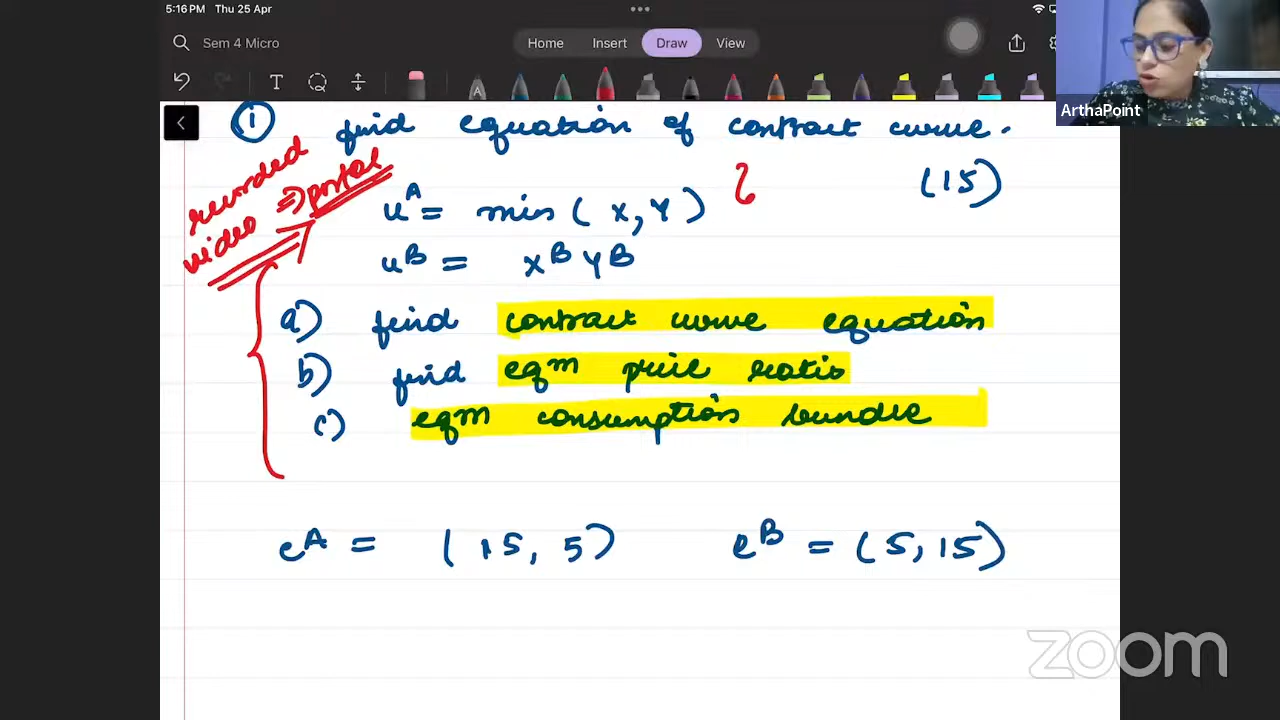 5:16 PM Thu 25 Apr
Sem 4 Micro
Home Insert Draw View
T
A
ArthaPoint
① find equation of contract curve.
(15)
recorded
video ⇒ portal
u^A = min ( X, Y )
u^B = X^B Y^B
a) find contract curve equation
b) find eqm price ratio
c) eqm consumption bundle
e^A = ( 15, 5 ) e^B = ( 5, 15 )
zoom